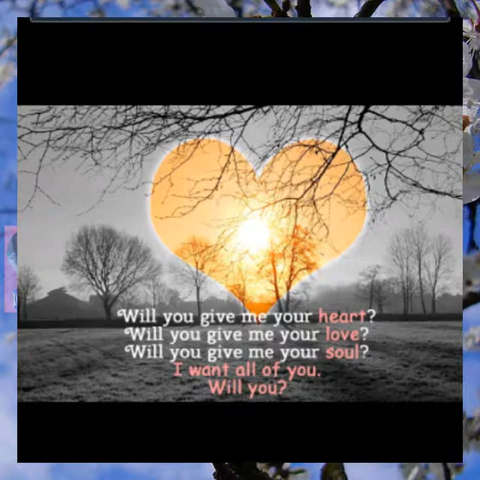 Will you give me your heart?
Will you give me your love?
Will you give me your soul?
I want all of you.
Will you?